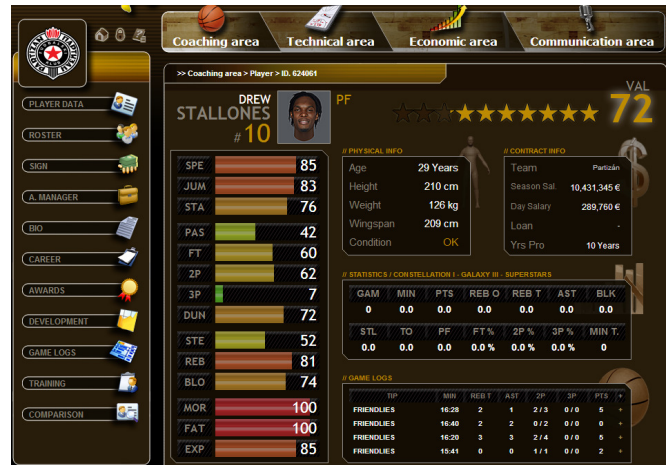 Coaching area
Technical area
Economic area
Communication area
>> Coaching area > Player > ID. 624061
DREW
STALLONES
#10
PF
VAL
72
PLAYER DATA
ROSTER
SIGN
A. MANAGER
BIO
CAREER
AWARDS
DEVELOPMENT
GAME LOGS
TRAINING
COMPARISON
SPE 85
JUM 83
STA 76
PAS 42
FT 60
2P 62
3P 7
DUN 72
STE 52
REB 81
BLO 74
MOR 100
FAT 100
EXP 85
// PHYSICAL INFO
Age 29 Years
Height 210 cm
Weight 126 kg
Wingspan 209 cm
Condition OK
// CONTRACT INFO
Team Partizán
Season Sal. 10,431,345 €
Day Salary 289,760 €
Loan -
Yrs Pro 10 Years
// STATISTICS / CONSTELLATION I - GALAXY III - SUPERSTARS
GAM MIN PTS REB O REB T AST BLK
0 0.0 0.0 0.0 0.0 0.0 0.0
STL TO PF FT % 2P % 3P % MIN T.
0.0 0.0 0.0 0.0 % 0.0 % 0.0 % 0
// GAME LOGS
TIP MIN REB T AST 2P 3P PTS +
FRIENDLIES 16:28 2 1 2 / 3 0 / 0 5 +
FRIENDLIES 16:40 2 2 0 / 2 0 / 0 0 +
FRIENDLIES 16:20 3 3 2 / 4 0 / 0 5 +
FRIENDLIES 15:41 0 0 1 / 1 0 / 0 2 +